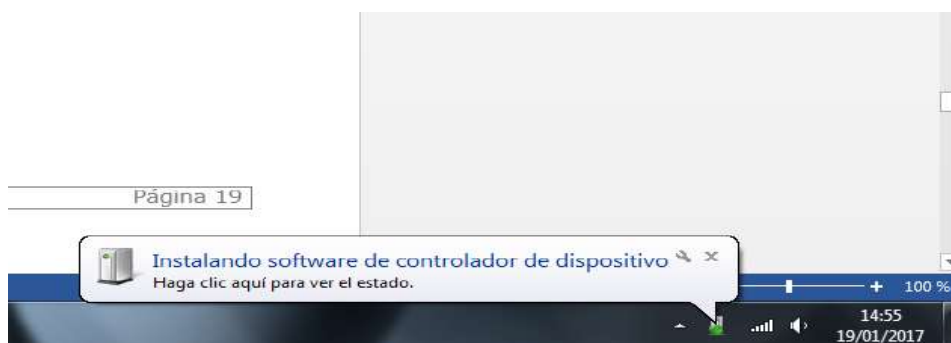 Página 19
Instalando software de controlador de dispositivo
Haga clic aquí para ver el estado.
100 %
14:55
19/01/2017